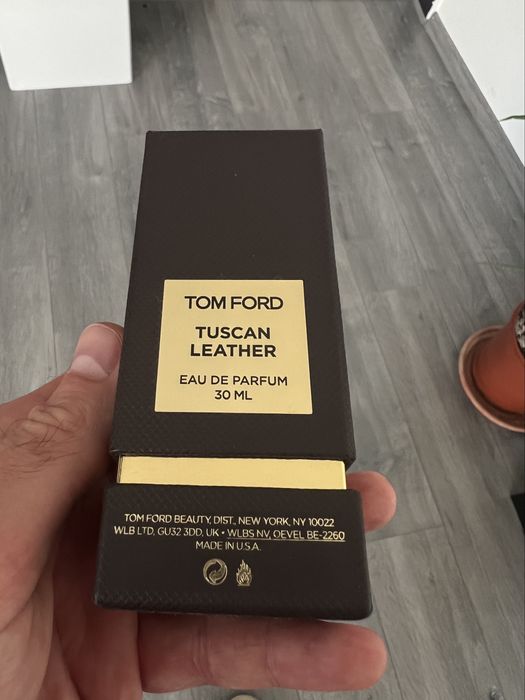 TOM FORD
TUSCAN
LEATHER
EAU DE PARFUM
30 ML
TOM FORD BEAUTY, DIST., NEW YORK, NY 10022
WLB LTD, GU32 3DD, UK • WLBS NV, OEVEL BE-2260
MADE IN U.S.A.